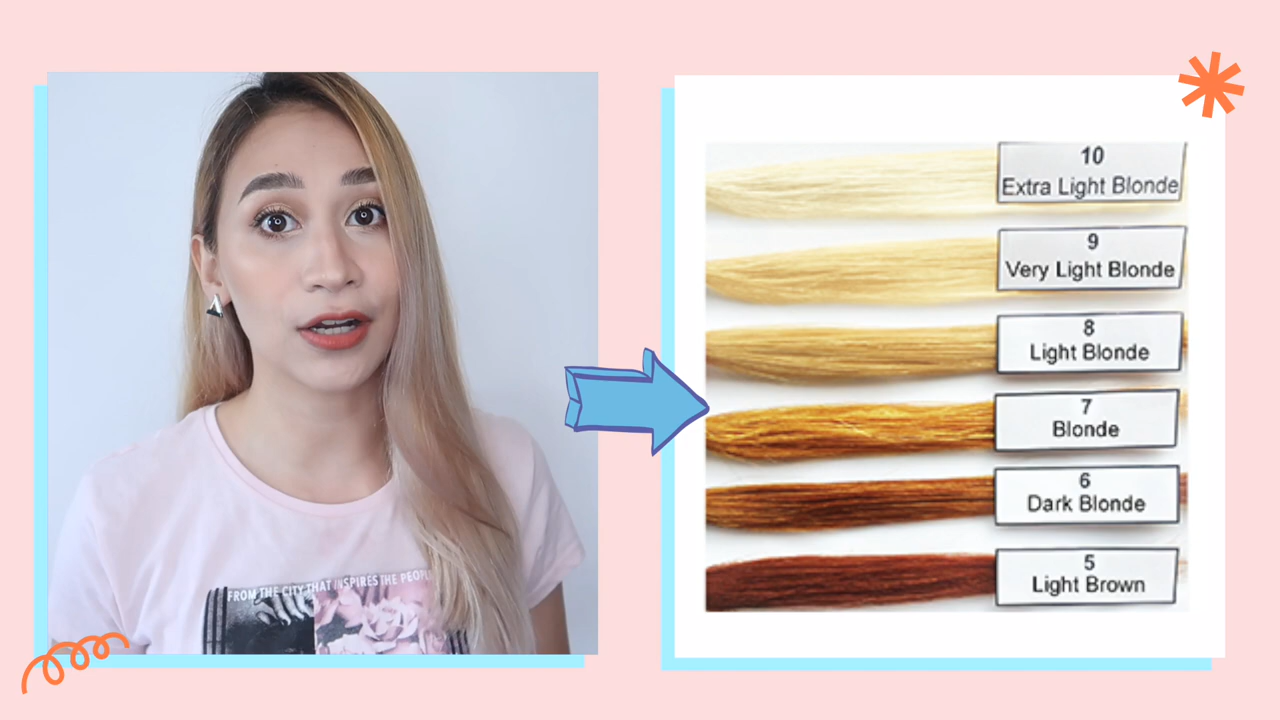 FROM THE CITY THAT INSPIRES THE PEOPL
10
Extra Light Blonde
9
Very Light Blonde
8
Light Blonde
7
Blonde
6
Dark Blonde
5
Light Brown